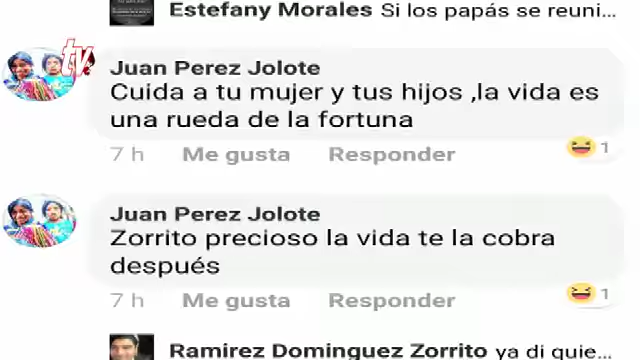 Estefany Morales Si los papás se reuni...
tv
Juan Perez Jolote
Cuida a tu mujer y tus hijos ,la vida es
una rueda de la fortuna
7 h Me gusta Responder 1
Juan Perez Jolote
Zorrito precioso la vida te la cobra
después
7 h Me gusta Responder 1
Ramirez Dominguez Zorrito ya di quie...